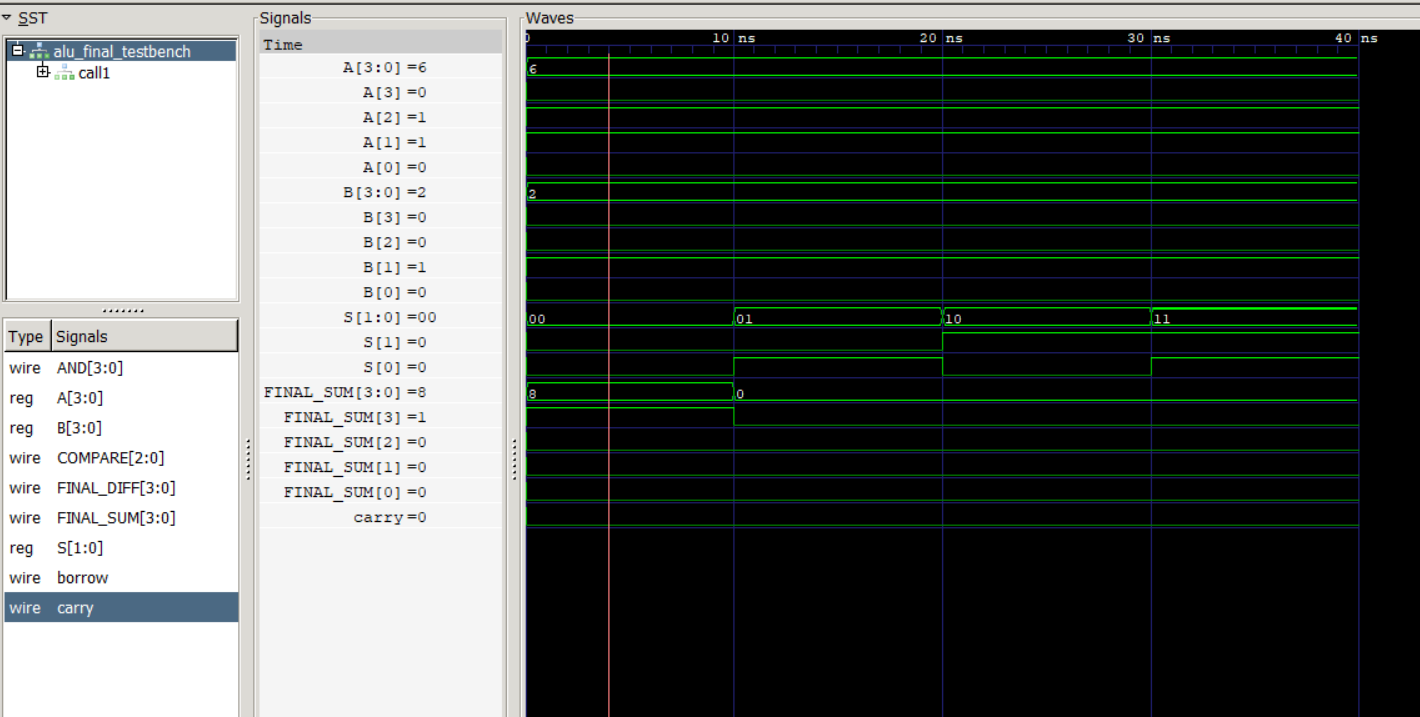 SST
alu_final_testbench
call1
Type Signals
wire AND[3:0]
reg A[3:0]
reg B[3:0]
wire COMPARE[2:0]
wire FINAL_DIFF[3:0]
wire FINAL_SUM[3:0]
reg S[1:0]
wire borrow
wire carry
Signals
Time
A[3:0] =6
A[3] =0
A[2] =1
A[1] =1
A[0] =0
B[3:0] =2
B[3] =0
B[2] =0
B[1] =1
B[0] =0
S[1:0] =00
S[1] =0
S[0] =0
FINAL_SUM[3:0] =8
FINAL_SUM[3] =1
FINAL_SUM[2] =0
FINAL_SUM[1] =0
FINAL_SUM[0] =0
carry =0
Waves
0 10 ns 20 ns 30 ns 40 ns
6
2
00 01 10 11
8 0